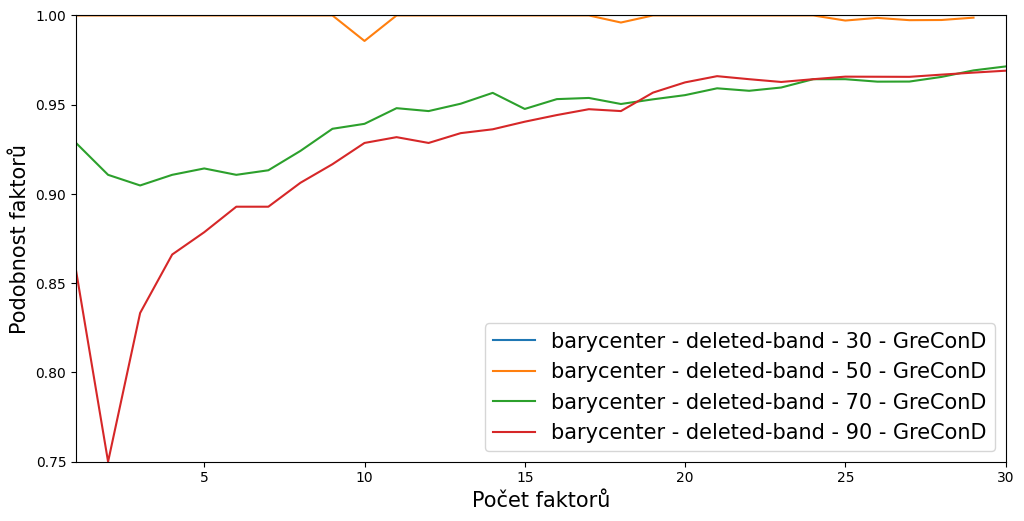 1.00
0.95
0.90
0.85
0.80
0.75
Podobnost faktorů
barycenter - deleted-band - 30 - GreConD
barycenter - deleted-band - 50 - GreConD
barycenter - deleted-band - 70 - GreConD
barycenter - deleted-band - 90 - GreConD
5 10 15 20 25 30
Počet faktorů